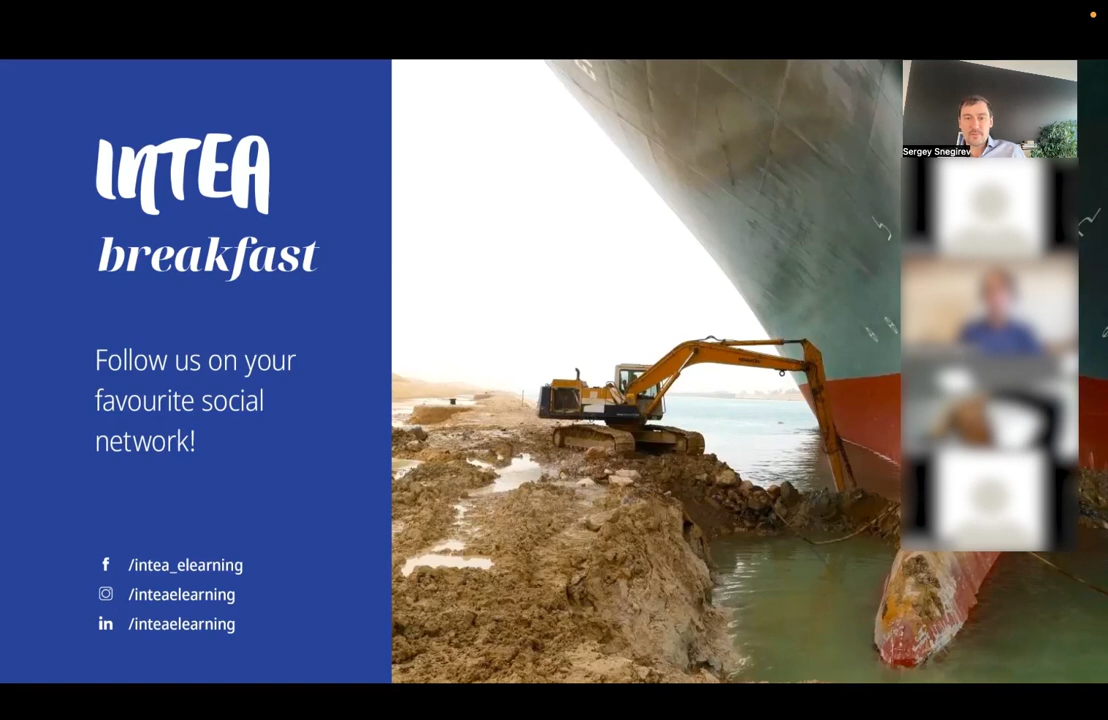 INTEA
breakfast
Follow us on your
favourite social
network!
/intea_elearning
/inteaelearning
/inteaelearning
Sergey Snegirev